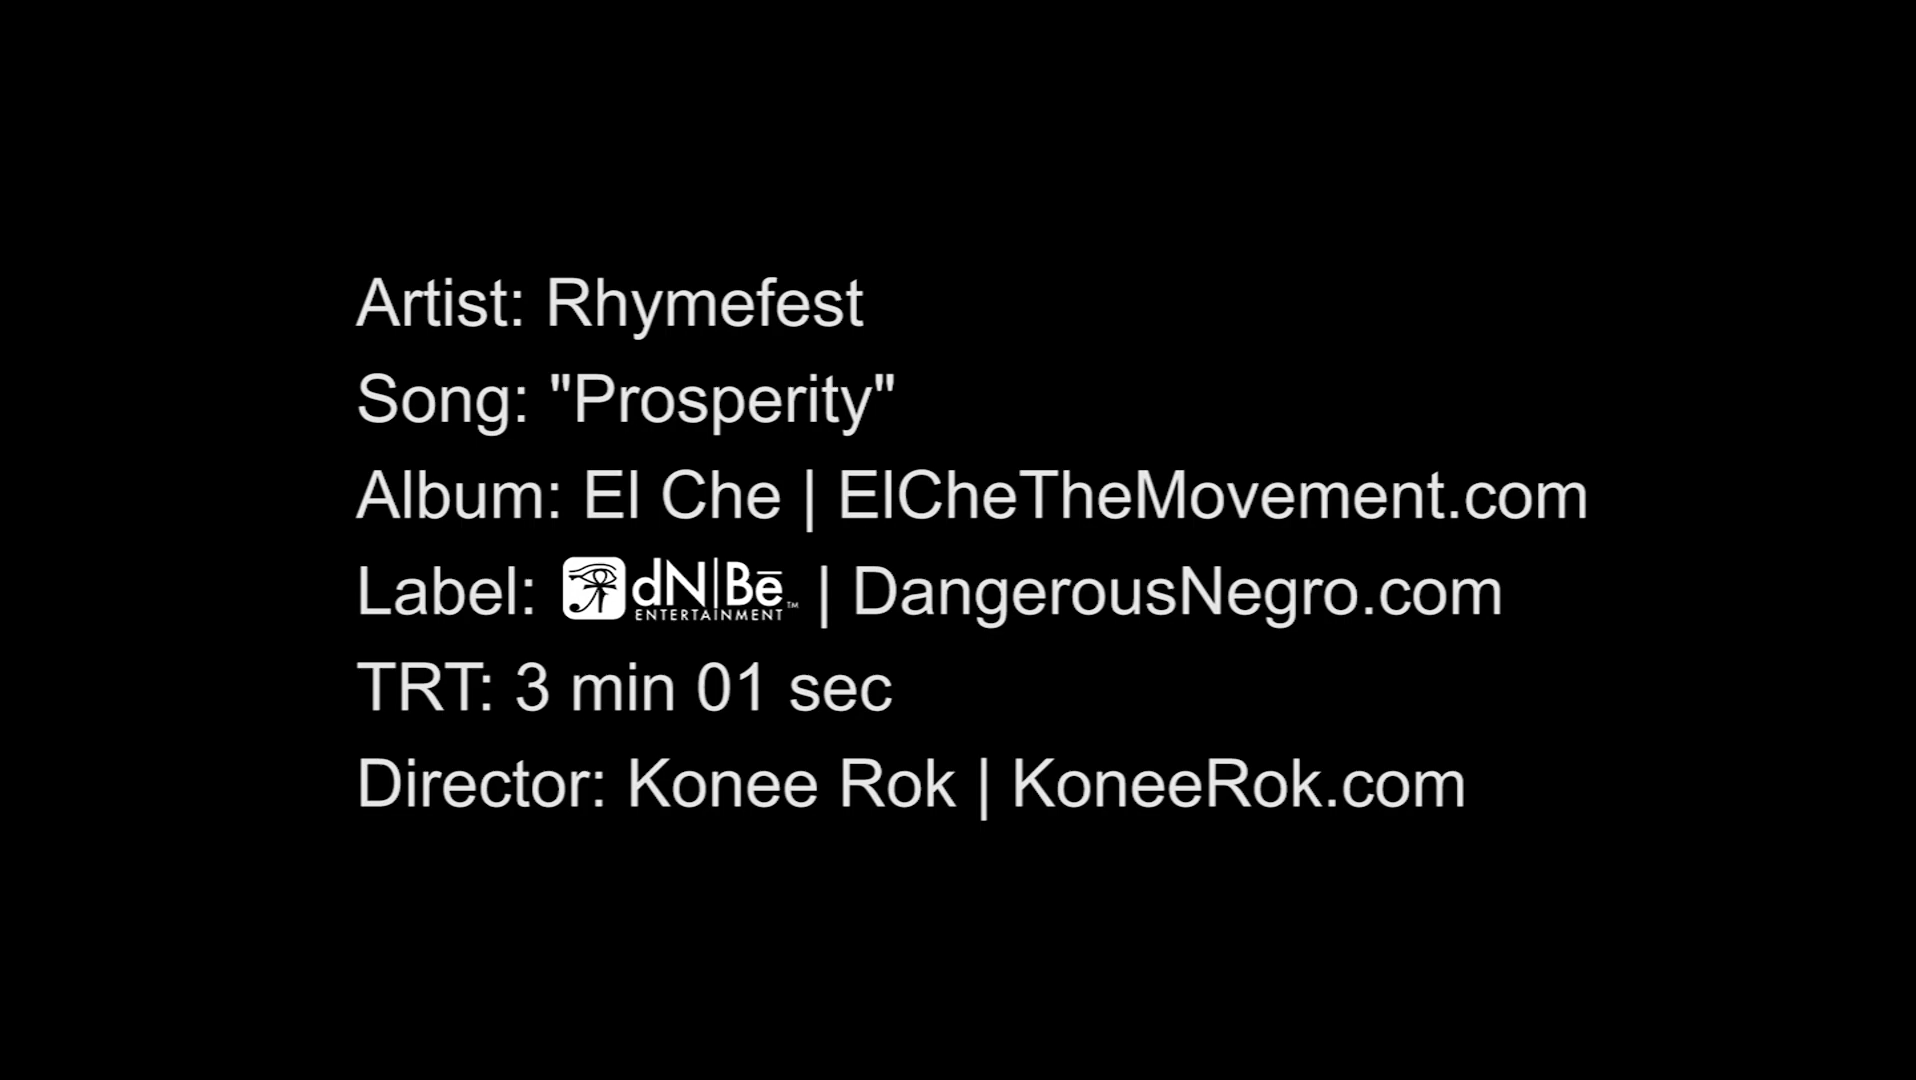 Artist: Rhymefest
Song: "Prosperity"
Album: El Che | ElCheTheMovement.com
Label: dN|Bē ENTERTAINMENT™ | DangerousNegro.com
TRT: 3 min 01 sec
Director: Konee Rok | KoneeRok.com